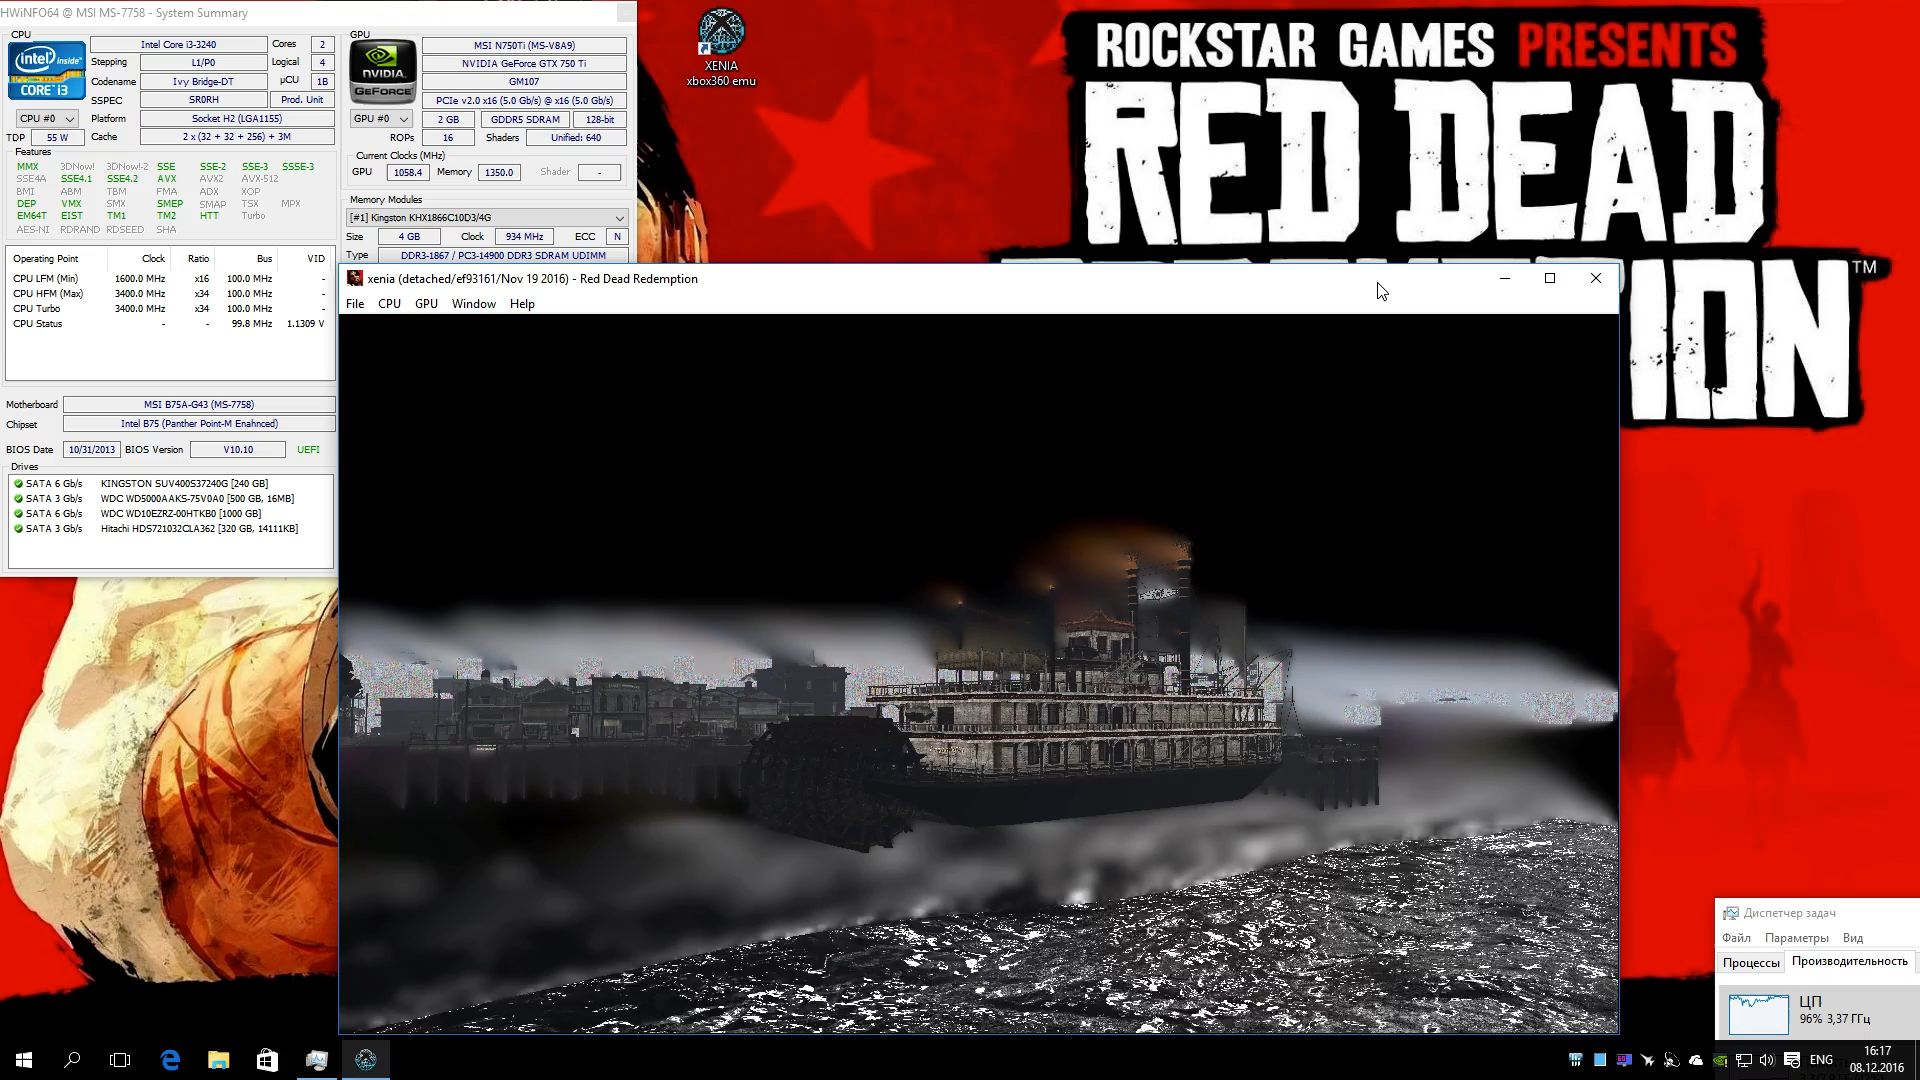 HWiNFO64 @ MSI MS-7758 - System Summary
CPU
intel inside
CORE i3
Intel Core i3-3240
Cores 2
Stepping L1/P0
Logical 4
Codename Ivy Bridge-DT
µCU 1B
SSPEC SR0RH Prod. Unit
CPU #0
Platform Socket H2 (LGA1155)
TDP 55 W
Cache 2 x (32 + 32 + 256) + 3M
Features
MMX 3DNow! 3DNow!-2 SSE SSE-2 SSE-3 SSSE-3
SSE4A SSE4.1 SSE4.2 AVX AVX2 AVX-512
BMI ABM TBM FMA ADX XOP
DEP VMX SMX SMEP SMAP TSX MPX
EM64T EIST TM1 TM2 HTT Turbo
AES-NI RDRAND RDSEED SHA
Operating Point Clock Ratio Bus VID
CPU LFM (Min) 1600.0 MHz x16 100.0 MHz -
CPU HFM (Max) 3400.0 MHz x34 100.0 MHz -
CPU Turbo 3400.0 MHz x34 100.0 MHz -
CPU Status - - 99.8 MHz 1.1309 V
Motherboard MSI B75A-G43 (MS-7758)
Chipset Intel B75 (Panther Point-M Enahnced)
BIOS Date 10/31/2013 BIOS Version V10.10 UEFI
Drives
SATA 6 Gb/s KINGSTON SUV400S37240G [240 GB]
SATA 3 Gb/s WDC WD5000AAKS-75V0A0 [500 GB, 16MB]
SATA 6 Gb/s WDC WD10EZRZ-00HTKB0 [1000 GB]
SATA 3 Gb/s Hitachi HDS721032CLA362 [320 GB, 14111KB]
GPU
NVIDIA.
GEFORCE
MSI N750Ti (MS-V8A9)
NVIDIA GeForce GTX 750 Ti
GM107
PCIe v2.0 x16 (5.0 Gb/s) @ x16 (5.0 Gb/s)
GPU #0 2 GB GDDR5 SDRAM 128-bit
ROPs 16 Shaders Unified: 640
Current Clocks (MHz)
GPU 1058.4 Memory 1350.0 Shader -
Memory Modules
[#1] Kingston KHX1866C10D3/4G
Size 4 GB Clock 934 MHz ECC N
Type DDR3-1867 / PC3-14900 DDR3 SDRAM UDIMM
XENIA
xbox360 emu
ROCKSTAR GAMES PRESENTS
RED DEAD
REDEMPTION™
xenia (detached/ef93161/Nov 19 2016) - Red Dead Redemption
File CPU GPU Window Help
Диспетчер задач
Файл Параметры Вид
Процессы Производительность
ЦП
96% 3,37 ГГц
ENG
16:17
08.12.2016